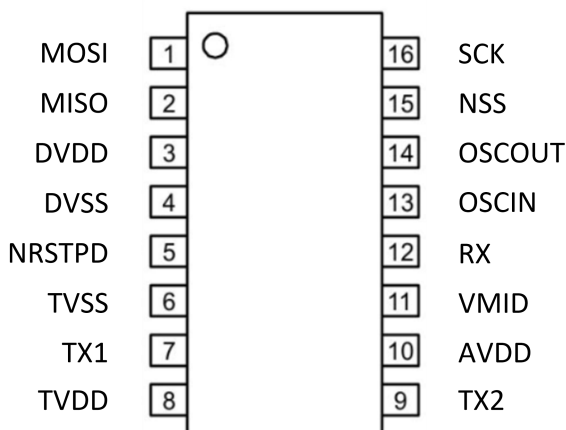 MOSI 1 16 SCK
MISO 2 15 NSS
DVDD 3 14 OSCOUT
DVSS 4 13 OSCIN
NRSTPD 5 12 RX
TVSS 6 11 VMID
TX1 7 10 AVDD
TVDD 8 9 TX2